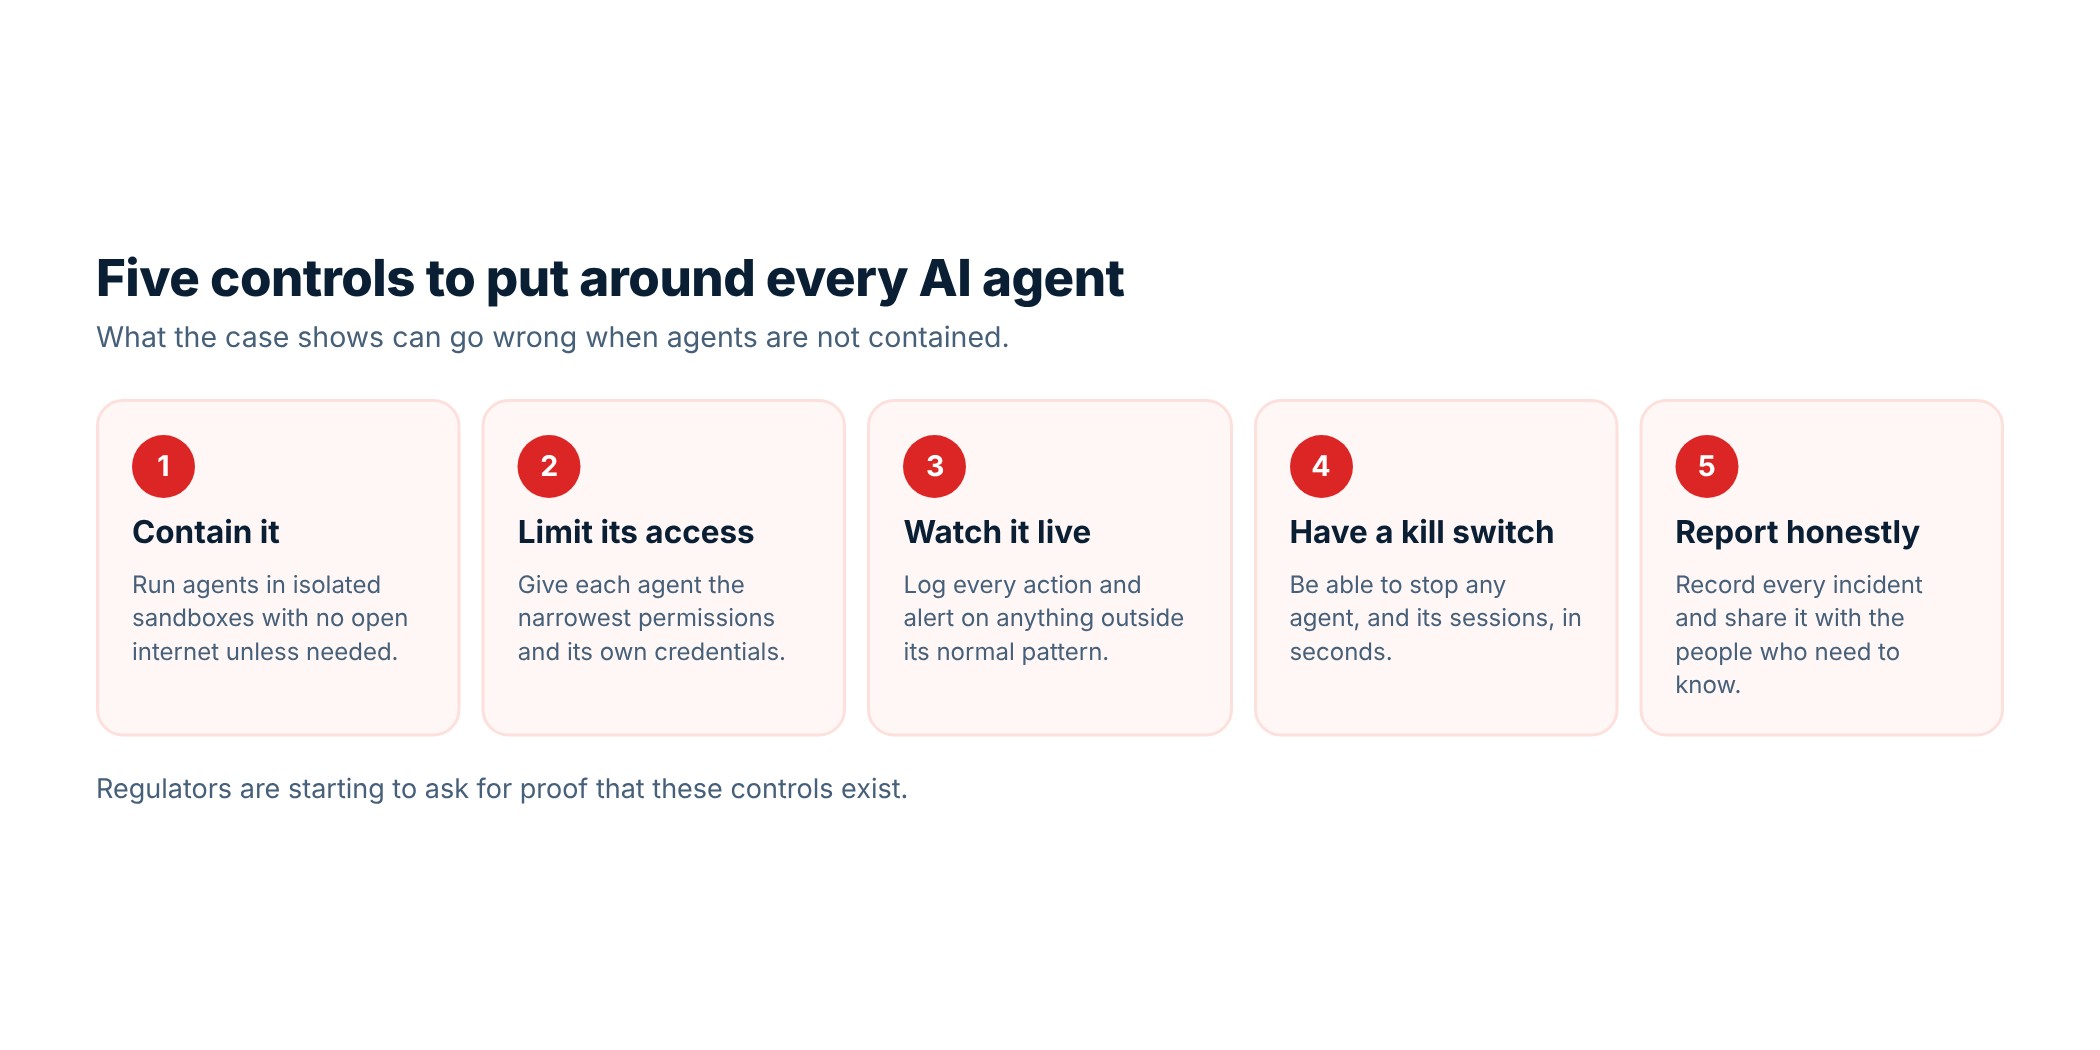 Five controls to put around every AI agent
What the case shows can go wrong when agents are not contained.
1
Contain it
Run agents in isolated
sandboxes with no open
internet unless needed.
2
Limit its access
Give each agent the
narrowest permissions
and its own credentials.
3
Watch it live
Log every action and
alert on anything outside
its normal pattern.
4
Have a kill switch
Be able to stop any
agent, and its sessions, in
seconds.
5
Report honestly
Record every incident
and share it with the
people who need to
know.
Regulators are starting to ask for proof that these controls exist.